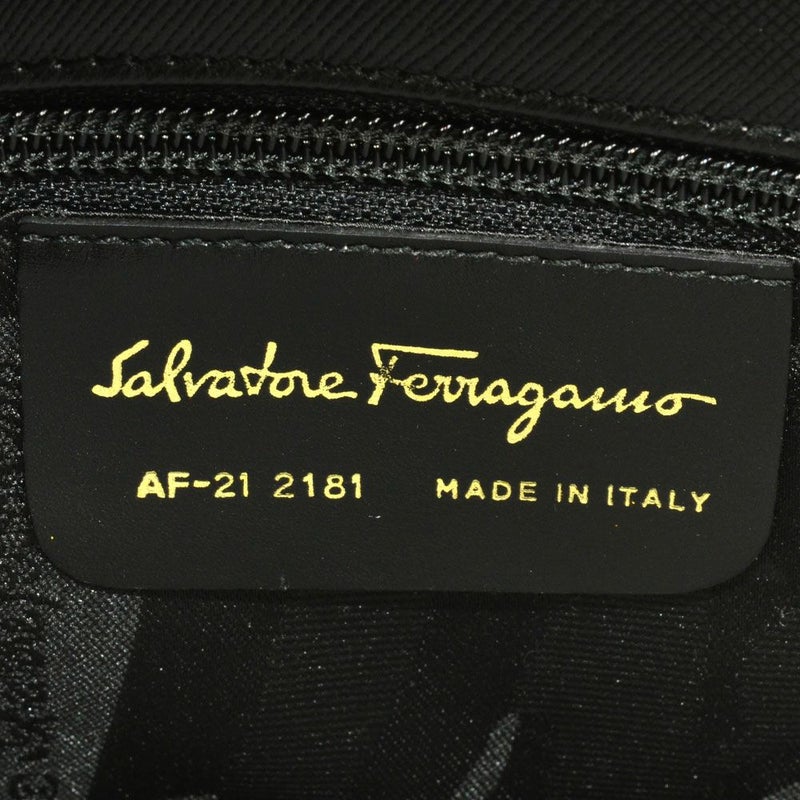 Salvatore Ferragamo
AF-21 2181 MADE IN ITALY